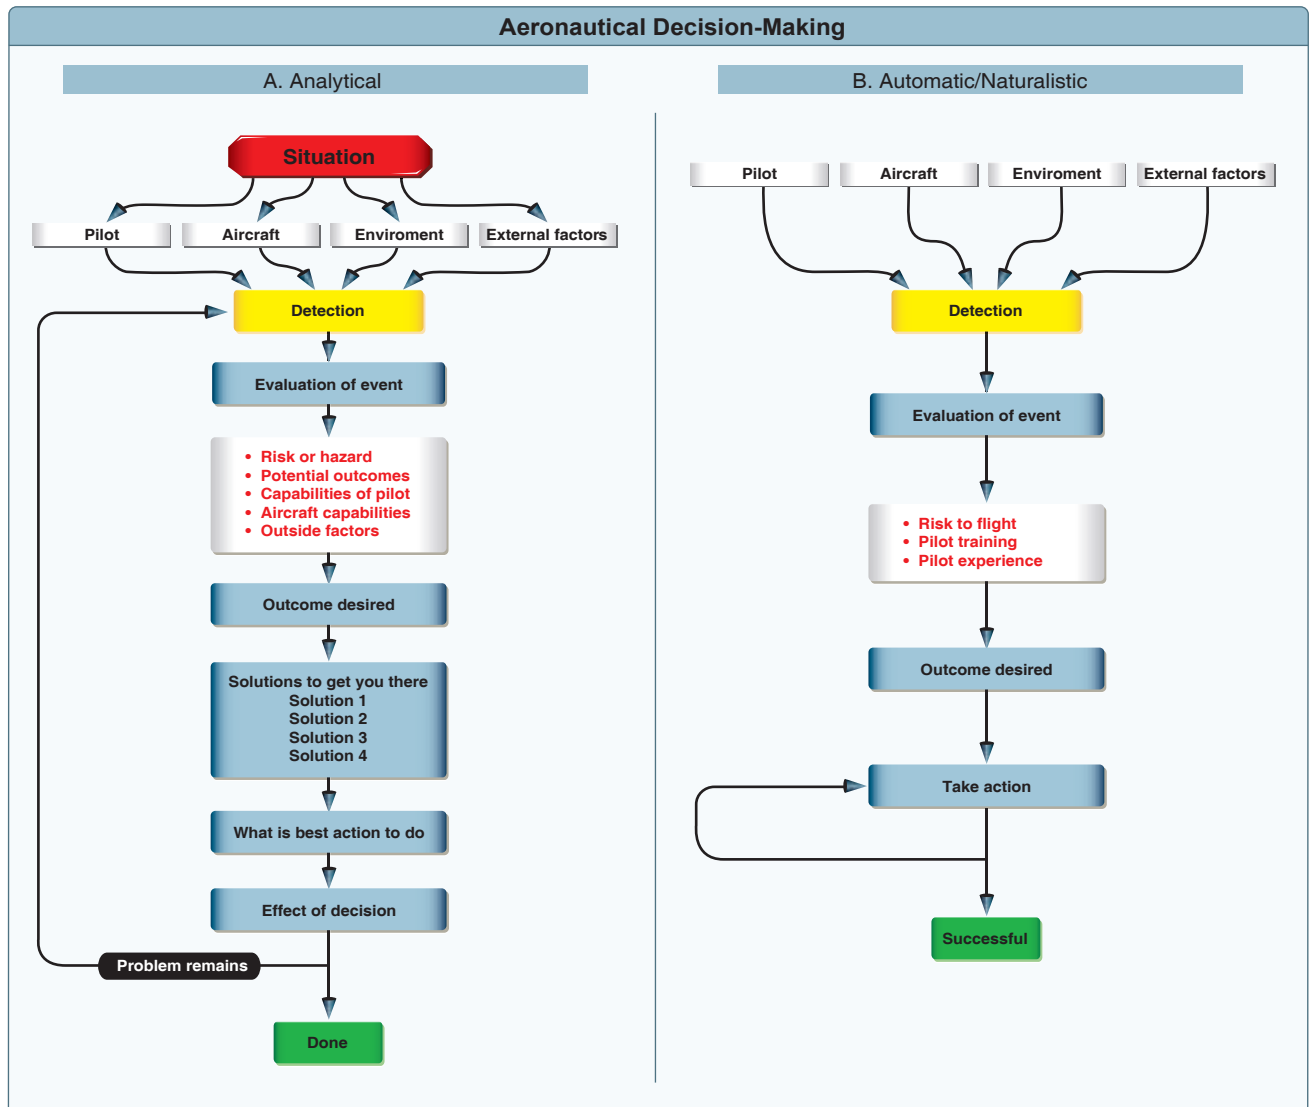 Aeronautical Decision-Making
A. Analytical
Situation
Pilot
Aircraft
Enviroment
External factors
Detection
Evaluation of event
• Risk or hazard
• Potential outcomes
• Capabilities of pilot
• Aircraft capabilities
• Outside factors
Outcome desired
Solutions to get you there
Solution 1
Solution 2
Solution 3
Solution 4
What is best action to do
Effect of decision
Problem remains
Done
B. Automatic/Naturalistic
Pilot
Aircraft
Enviroment
External factors
Detection
Evaluation of event
• Risk to flight
• Pilot training
• Pilot experience
Outcome desired
Take action
Successful